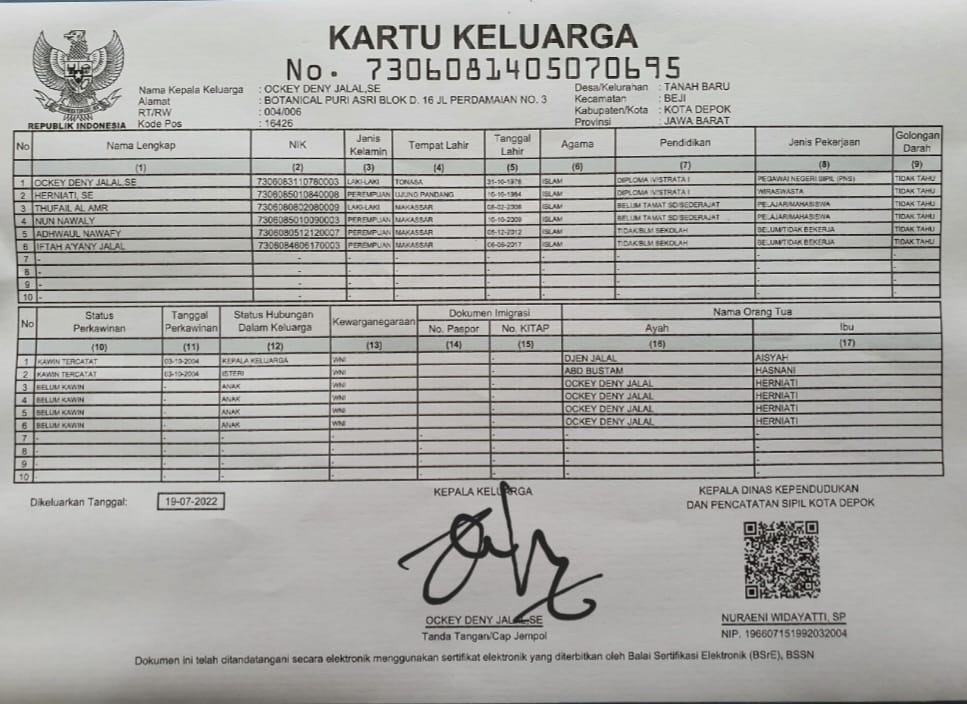 KARTU KELUARGA
No. 7306081405070695
REPUBLIK INDONESIA
Nama Kepala Keluarga : OCKEY DENY JALAL,SE
Alamat : BOTANICAL PURI ASRI BLOK D. 16 JL PERDAMAIAN NO. 3
RT/RW : 004/006
Kode Pos : 16426
Desa/Kelurahan : TANAH BARU
Kecamatan : BEJI
Kabupaten/Kota : KOTA DEPOK
Provinsi : JAWA BARAT
No Nama Lengkap NIK Jenis Kelamin Tempat Lahir Tanggal Lahir Agama Pendidikan Jenis Pekerjaan Golongan Darah
(1) (2) (3) (4) (5) (6) (7) (8) (9)
1 OCKEY DENY JALAL,SE 7306083110780003 LAKI-LAKI TONASA 31-10-1978 ISLAM DIPLOMA IV/STRATA I PEGAWAI NEGERI SIPIL (PNS) TIDAK TAHU
2 HERNIATI, SE 7306085010840008 PEREMPUAN UJUNG PANDANG 10-1984 ISLAM DIPLOMA IV/STRATA I WIRASWASTA TIDAK TAHU
3 THUFAIL AL AMR 7306080802080009 LAKI-LAKI MAKASSAR 08-02-2008 ISLAM BELUM TAMAT SD/SEDERAJAT PELAJAR/MAHASISWA TIDAK TAHU
4 NUN NAWALY 7306085010090003 PEREMPUAN MAKASSAR 10-10-2009 ISLAM BELUM TAMAT SD/SEDERAJAT PELAJAR/MAHASISWA TIDAK TAHU
5 ADHWAUL NAWAFY 7306080512120007 PEREMPUAN MAKASSAR 05-12-2012 ISLAM TIDAK/BLM SEKOLAH BELUM/TIDAK BEKERJA TIDAK TAHU
6 IFTAH A'YANY JALAL 7306084606170003 PEREMPUAN MAKASSAR 06-06-2017 ISLAM TIDAK/BLM SEKOLAH BELUM/TIDAK BEKERJA TIDAK TAHU
7 - - - - - - - - -
8 - - - - - - - - -
9 - - - - - - - - -
10 - - - - - - - - -
No Status Perkawinan Tanggal Perkawinan Status Hubungan Dalam Keluarga Kewarganegaraan Dokumen Imigrasi Nama Orang Tua
No. Paspor No. KITAP Ayah Ibu
(10) (11) (12) (13) (14) (15) (16) (17)
1 KAWIN TERCATAT 03-10-2004 KEPALA KELUARGA WNI - DJEN JALAL AISYAH
2 KAWIN TERCATAT 03-10-2004 ISTERI WNI - ABD BUSTAM HASNANI
3 BELUM KAWIN - ANAK WNI - OCKEY DENY JALAL HERNIATI
4 BELUM KAWIN - ANAK WNI - OCKEY DENY JALAL HERNIATI
5 BELUM KAWIN - ANAK WNI - OCKEY DENY JALAL HERNIATI
6 BELUM KAWIN - ANAK WNI - OCKEY DENY JALAL HERNIATI
7 - - - - - - - -
8 - - - - - - - -
9 - - - - - - - -
10 - - - - - - - -
Dikeluarkan Tanggal: 19-07-2022
KEPALA KELUARGA
OCKEY DENY JALAL,SE
Tanda Tangan/Cap Jempol
KEPALA DINAS KEPENDUDUKAN
DAN PENCATATAN SIPIL KOTA DEPOK
NURAENI WIDAYATTI, SP
NIP. 196607151992032004
Dokumen ini telah ditandatangani secara elektronik menggunakan sertifikat elektronik yang diterbitkan oleh Balai Sertifikasi Elektronik (BSrE), BSSN